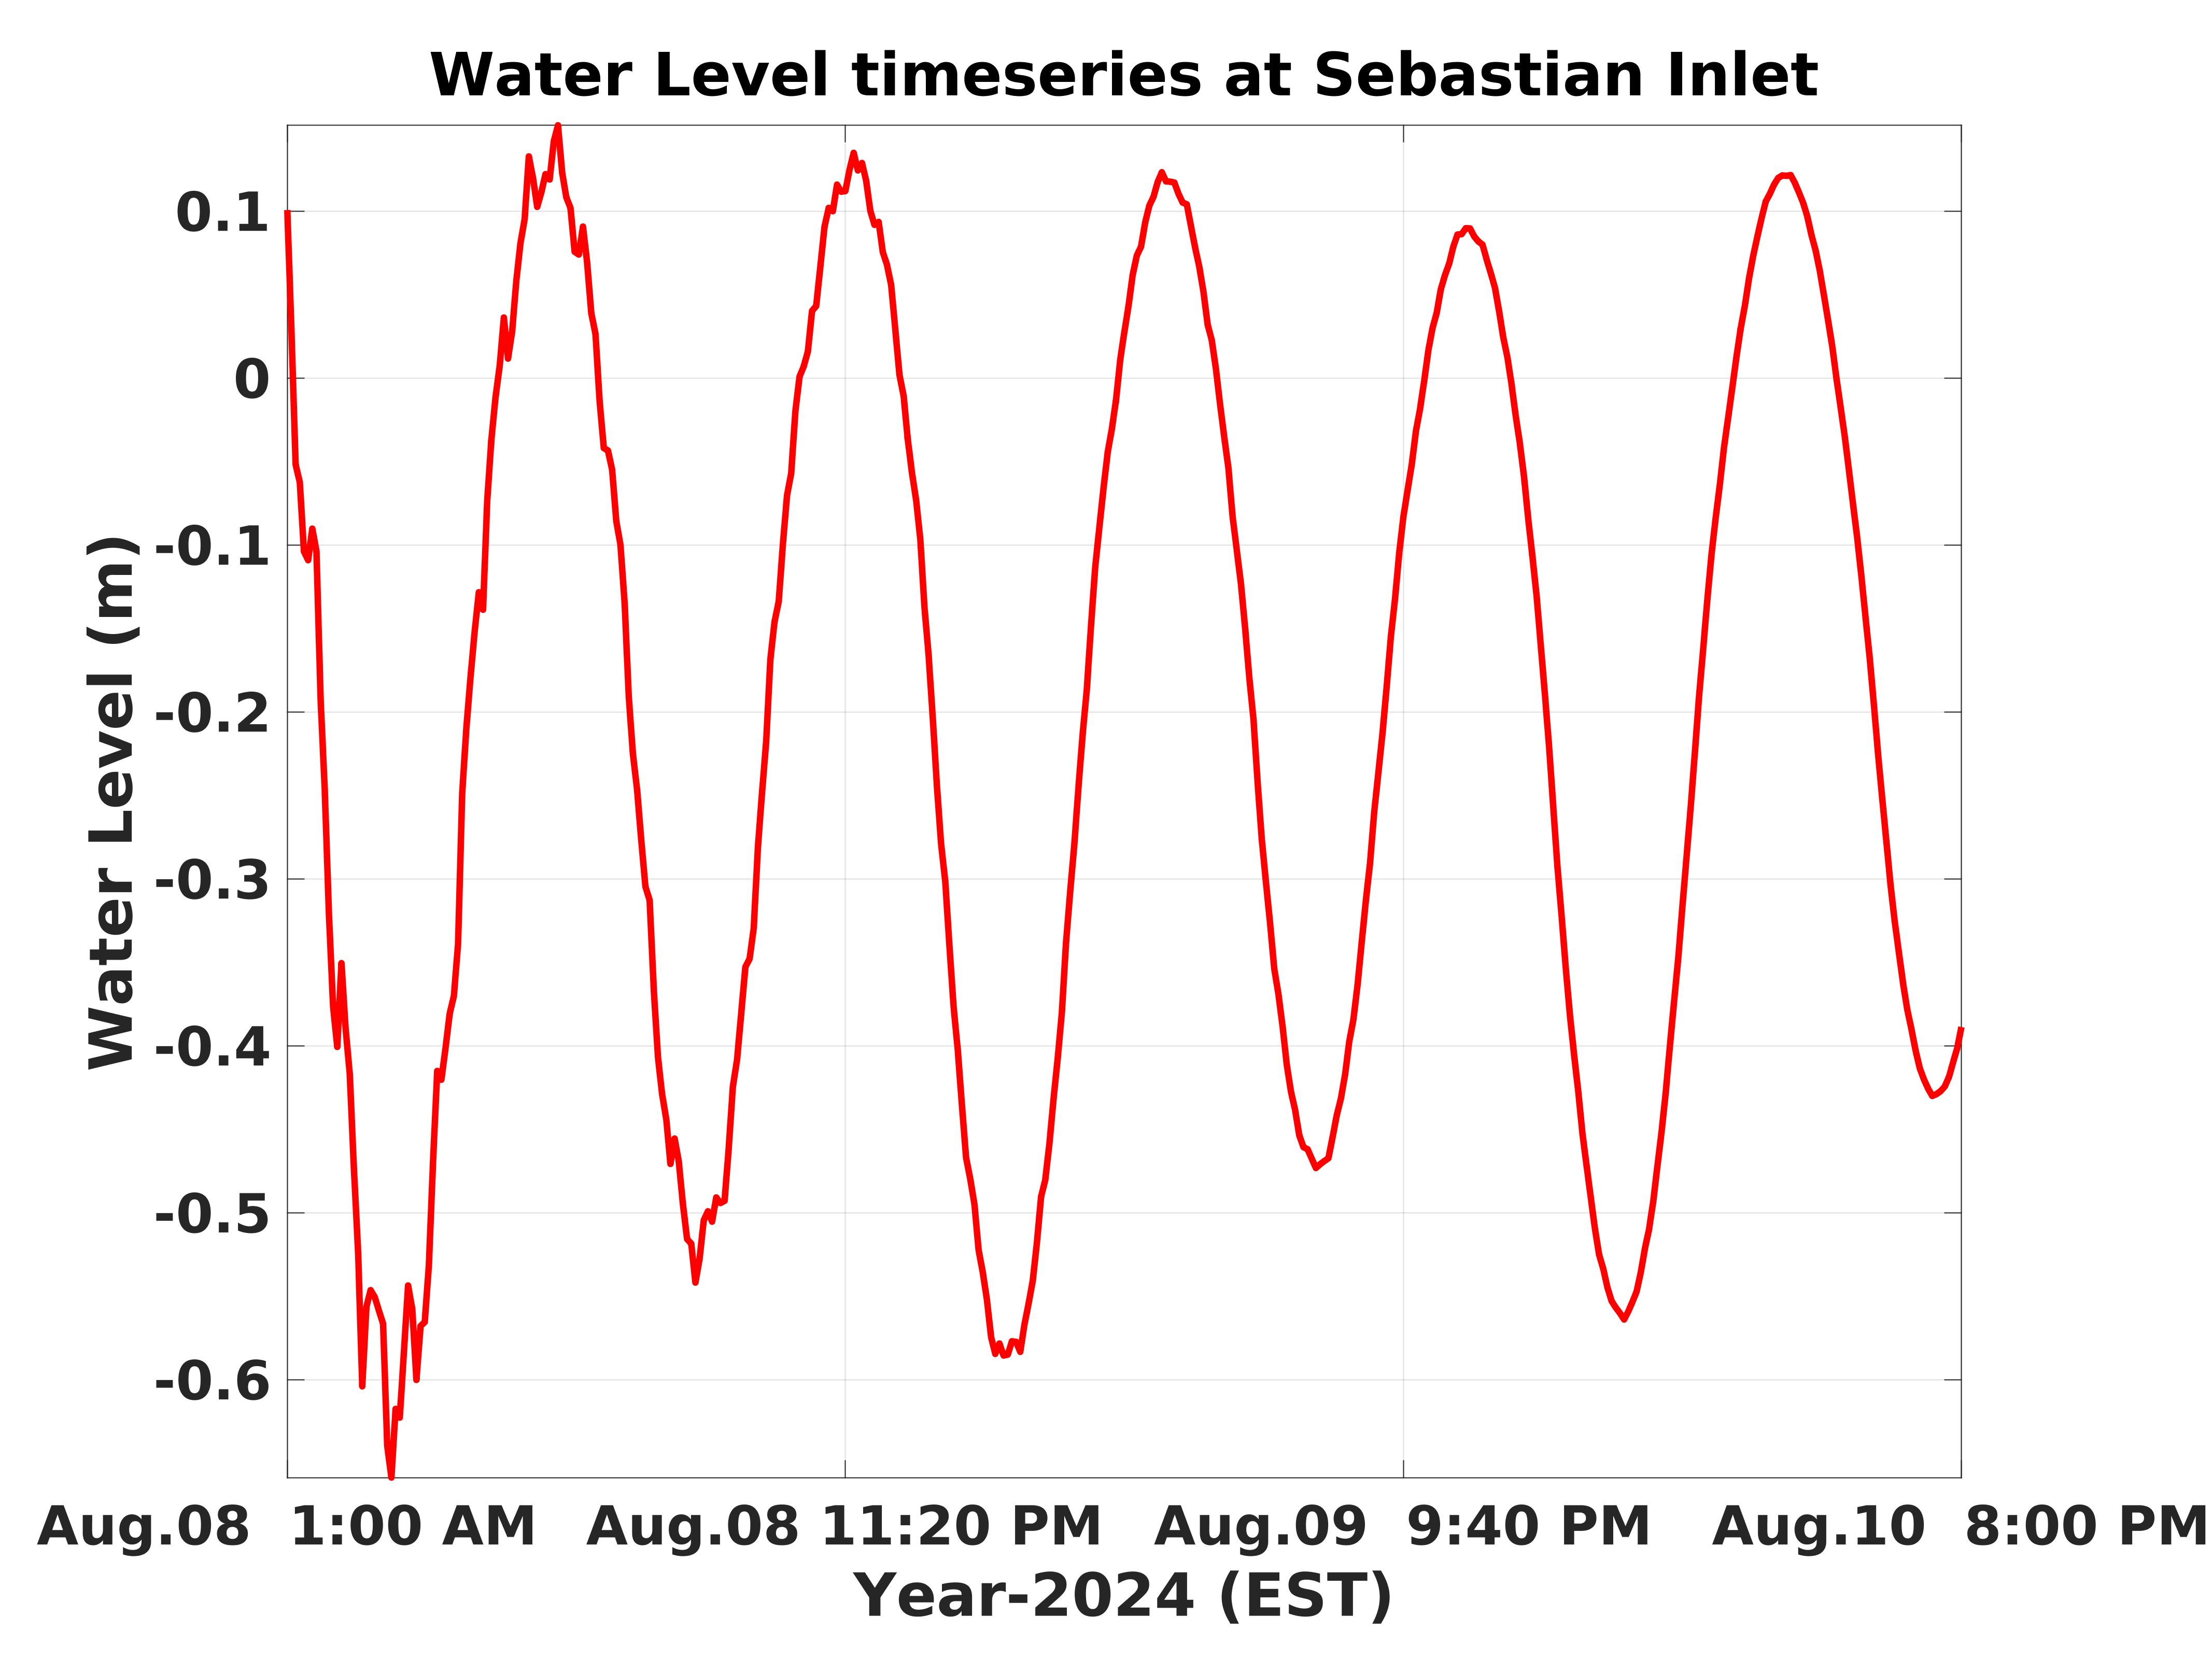 Water Level timeseries at Sebastian Inlet
Water Level (m)
0.1
0
-0.1
-0.2
-0.3
-0.4
-0.5
-0.6
Aug.08  1:00 AM
Aug.08 11:20 PM
Aug.09  9:40 PM
Aug.10  8:00 PM
Year-2024 (EST)